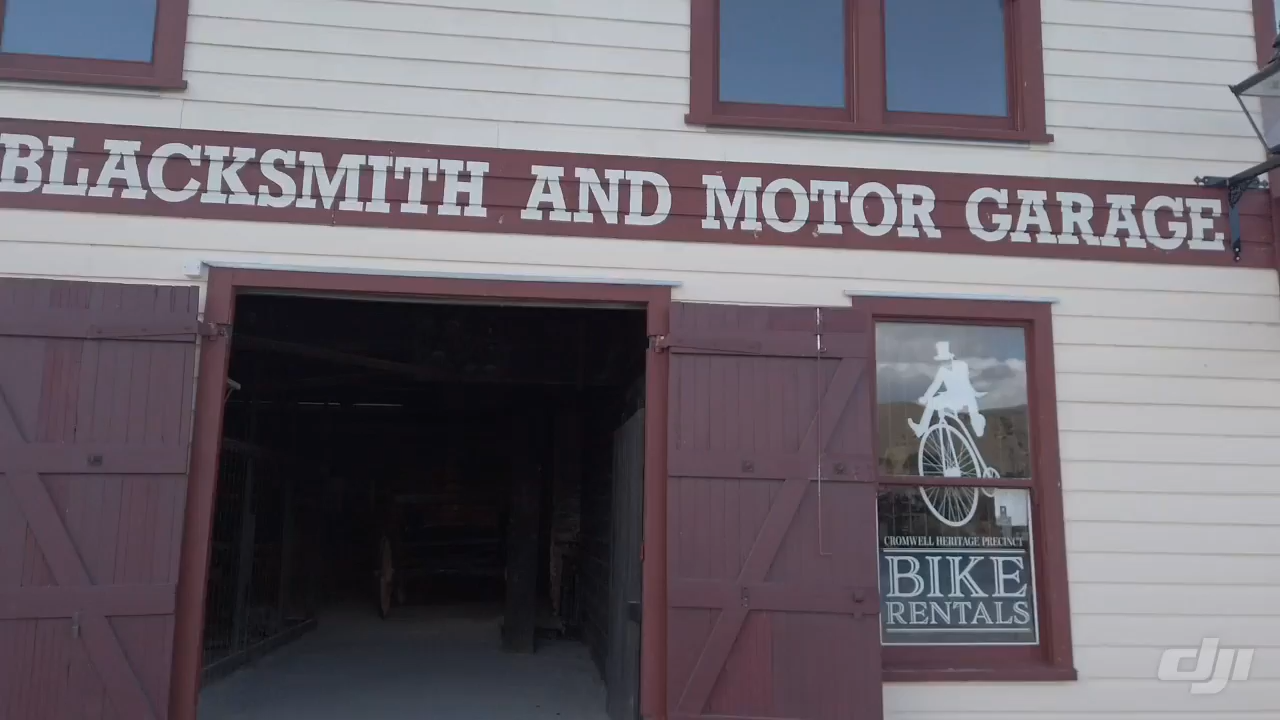 BLACKSMITH AND MOTOR GARAGE
CROMWELL HERITAGE PRECINCT
BIKE
RENTALS
dji